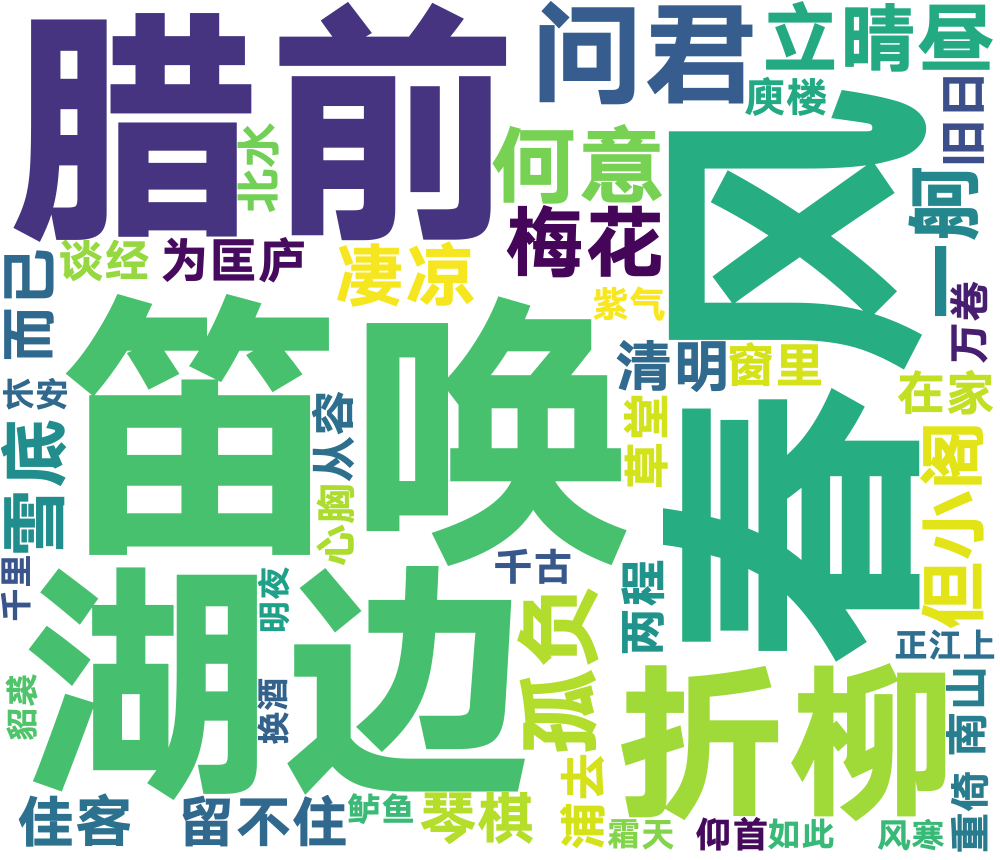 腊前
问君
立晴昼
庾楼
旧曰
北水
何意
春风
一舸
梅花
谈经
为匡庐
凄凉
而已
紫气
万卷
笛唤
清明
窗里
在家
长安
从容
草堂
雪底
但小阁
心胸
千古
千里
明夜
湖边
两程
孤负
正江上
折柳
南山
貂裘
换酒
浦去
重倚
佳客
留不住
鲈鱼
琴棋
霜天
仰首
如此
风寒